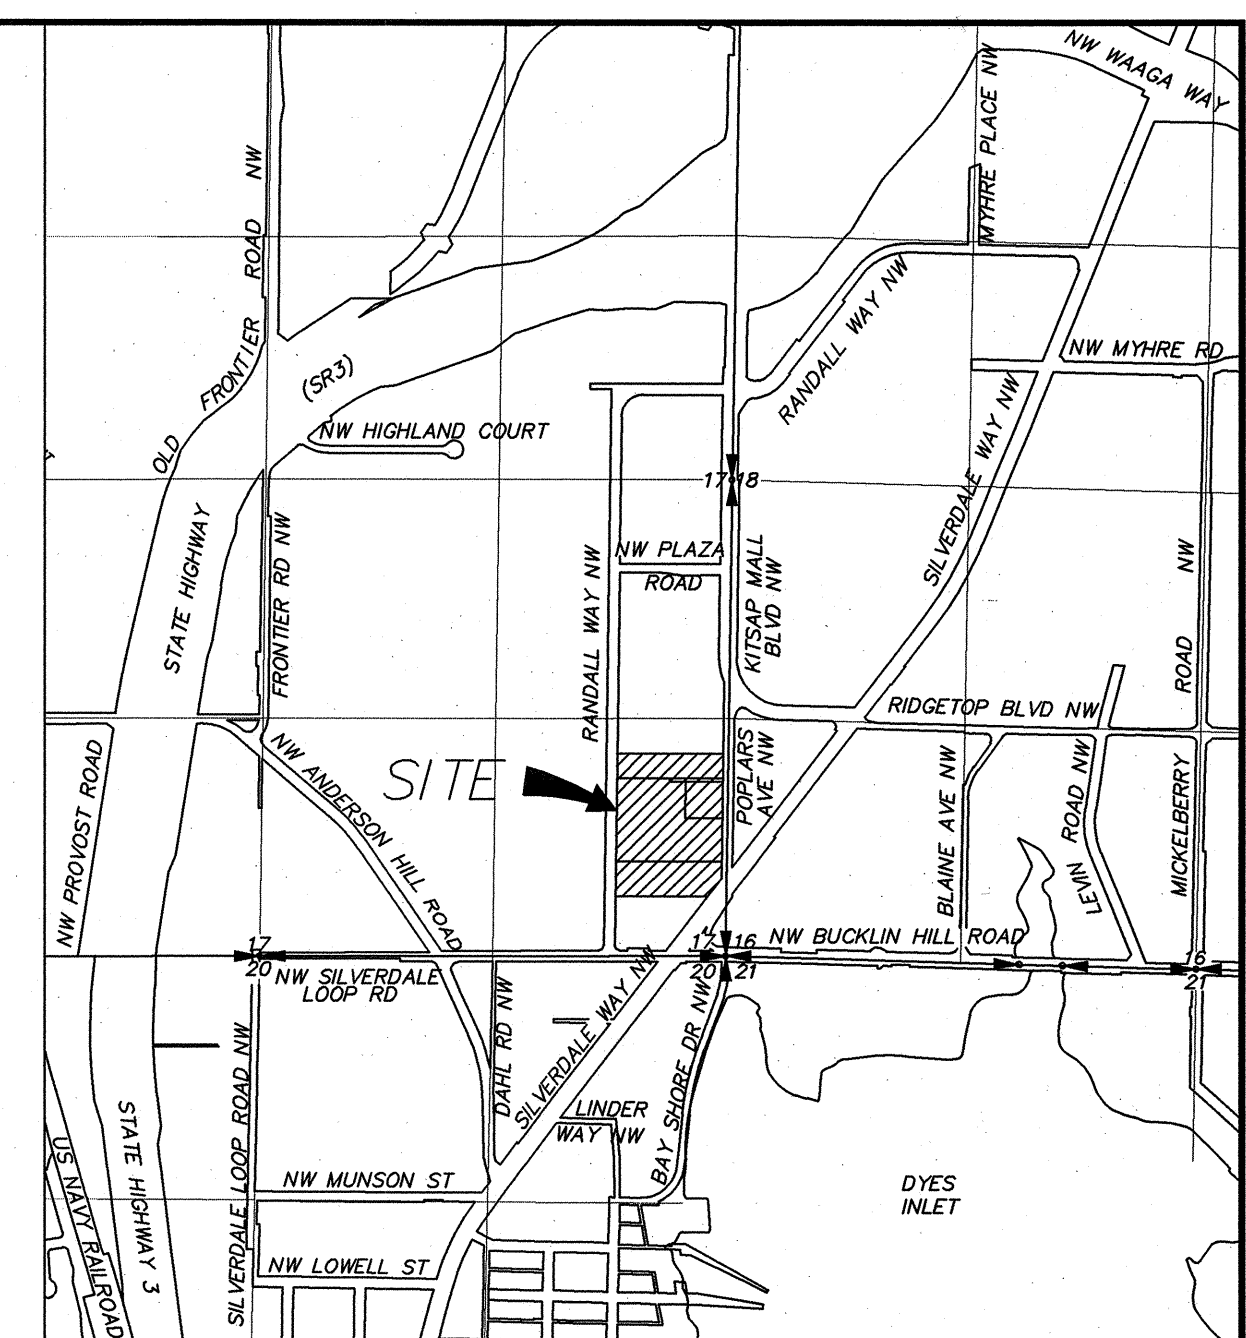 NW WAAGA WAY
MYHRE PLACE NW
OLD FRONTIER ROAD NW
(SR3)
RANDALL WAY NW
NW MYHRE RD
NW HIGHLAND COURT
SILVERDALE WAY NW
17 18
STATE HIGHWAY
FRONTIER RD NW
RANDALL WAY NW
NW PLAZA
ROAD
KITSAP MALL
BLVD NW
MICKELBERRY ROAD NW
RIDGETOP BLVD NW
NW PROVOST ROAD
NW ANDERSON HILL ROAD
SITE
POPLARS
AVE NW
BLAINE AVE NW
LEVIN ROAD NW
NW BUCKLIN HILL ROAD
17
20
17 16
20 21
16
21
NW SILVERDALE
LOOP RD
SILVERDALE LOOP ROAD NW
DAHL RD NW
SILVERDALE WAY NW
BAY SHORE DR NW
LINDER
WAY NW
STATE HIGHWAY 3
US NAVY RAILROAD
NW MUNSON ST
NW LOWELL ST
DYES
INLET